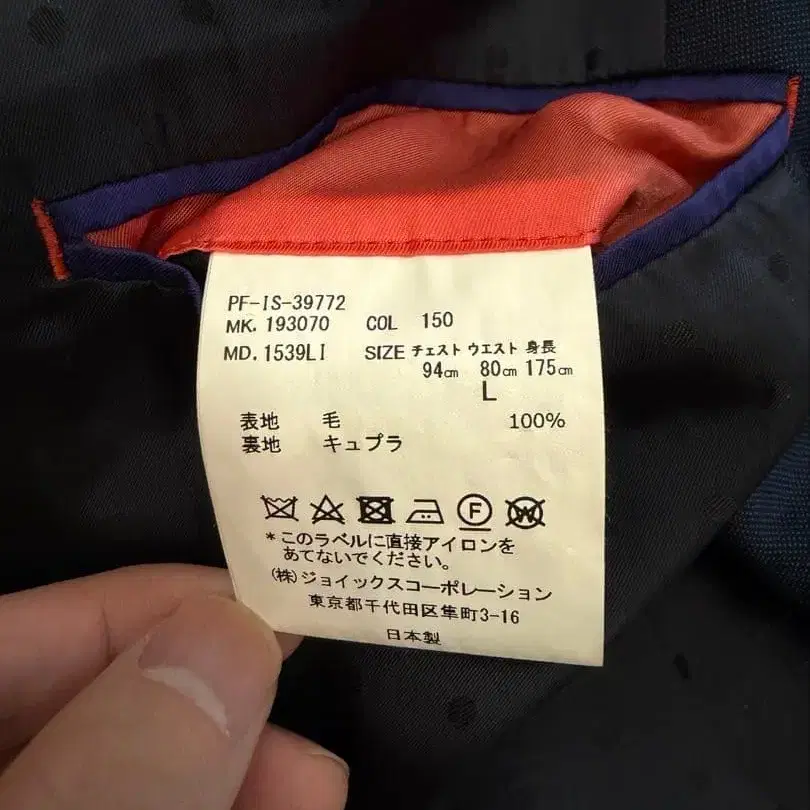 PF-IS-39772
MK. 193070 COL 150
MD. 1539LI SIZE チェスト ウエスト 身長
94㎝ 80㎝ 175㎝
L
表地 毛 100%
裏地 キュプラ
F W
*このラベルに直接アイロンを
あてないでください。
(株)ジョイックスコーポレーション
東京都千代田区隼町3-16
日本製